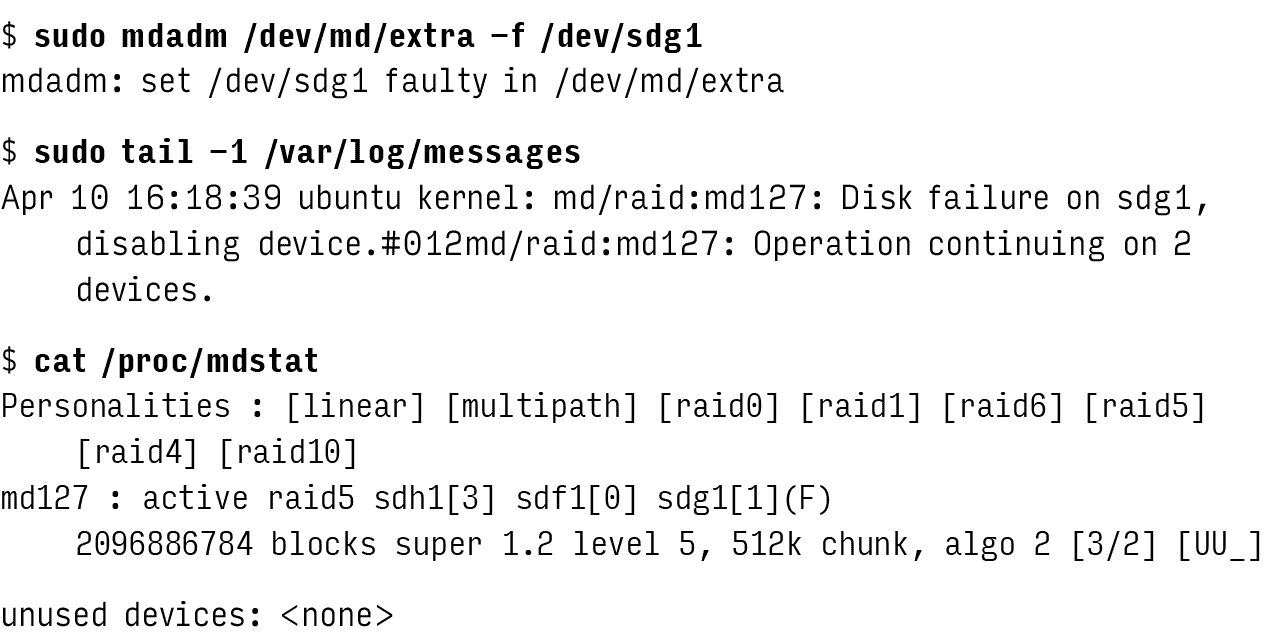 $ sudo mdadm /dev/md/extra -f /dev/sdg1
mdadm: set /dev/sdg1 faulty in /dev/md/extra
$ sudo tail -1 /var/log/messages
Apr 10 16:18:39 ubuntu kernel: md/raid:md127: Disk failure on sdg1,
disabling device.#012md/raid:md127: Operation continuing on 2
devices.
$ cat /proc/mdstat
Personalities : [linear] [multipath] [raid0] [raid1] [raid6] [raid5]
[raid4] [raid10]
md127 : active raid5 sdh1[3] sdf1[0] sdg1[1](F)
2096886784 blocks super 1.2 level 5, 512k chunk, algo 2 [3/2] [UU_]
unused devices: <none>